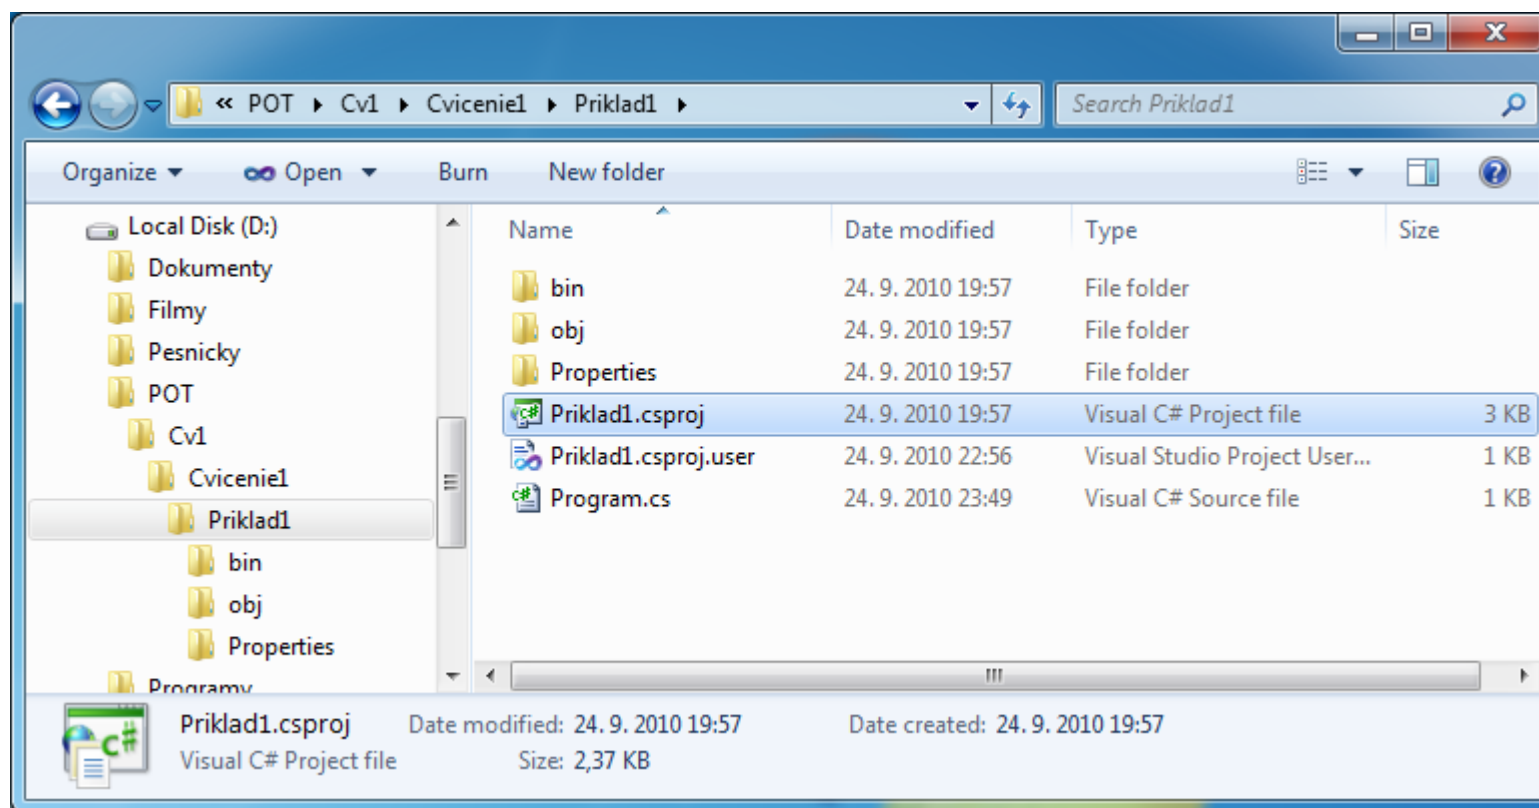 « POT Cv1 Cvicenie1 Priklad1 Search Priklad1
Organize Open Burn New folder
Name Date modified Type Size
Local Disk (D:)
Dokumenty
Filmy
Pesnicky
POT
Cv1
Cvicenie1
Priklad1
bin
obj
Properties
Programy
bin 24. 9. 2010 19:57 File folder
obj 24. 9. 2010 19:57 File folder
Properties 24. 9. 2010 19:57 File folder
Priklad1.csproj 24. 9. 2010 19:57 Visual C# Project file 3 KB
Priklad1.csproj.user 24. 9. 2010 22:56 Visual Studio Project User... 1 KB
Program.cs 24. 9. 2010 23:49 Visual C# Source file 1 KB
Priklad1.csproj Date modified: 24. 9. 2010 19:57 Date created: 24. 9. 2010 19:57
Visual C# Project file Size: 2,37 KB